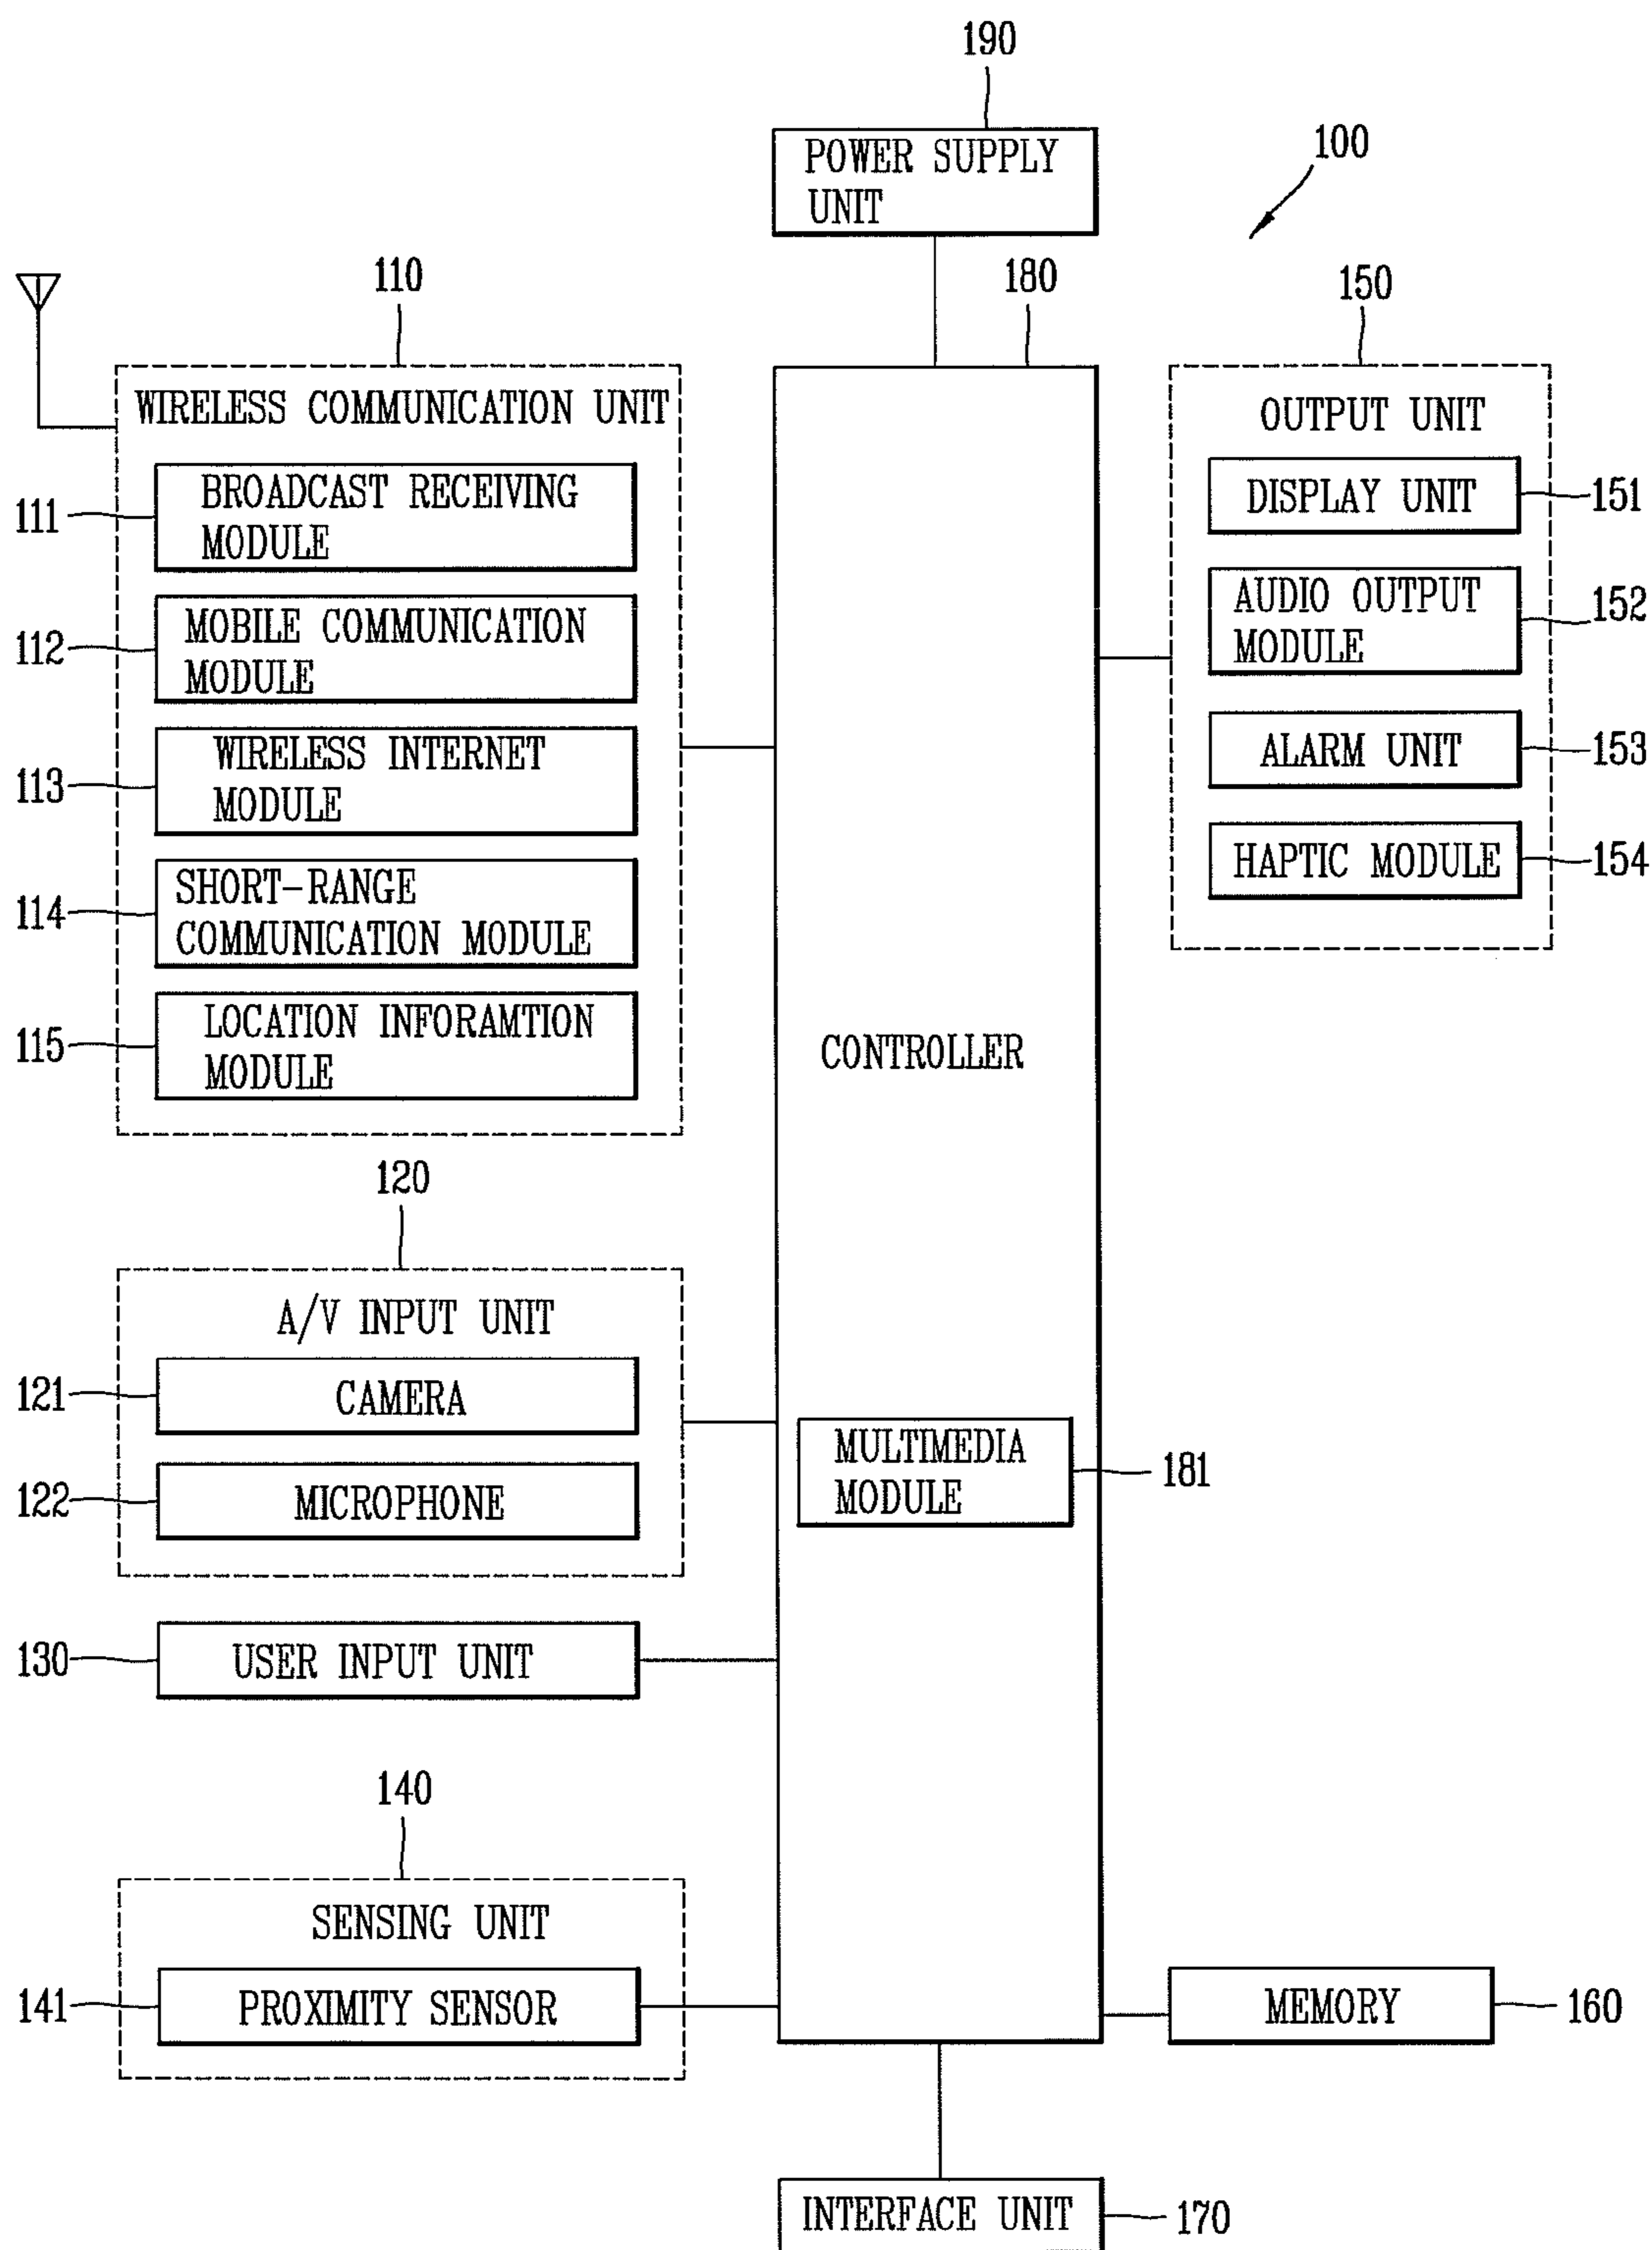 190
POWER SUPPLY
UNIT
100
110
180
150
WIRELESS COMMUNICATION UNIT
111
BROADCAST RECEIVING
MODULE
112
MOBILE COMMUNICATION
MODULE
113
WIRELESS INTERNET
MODULE
114
SHORT-RANGE
COMMUNICATION MODULE
115
LOCATION INFORAMTION
MODULE
OUTPUT UNIT
DISPLAY UNIT
151
AUDIO OUTPUT
MODULE
152
ALARM UNIT
153
HAPTIC MODULE
154
CONTROLLER
120
A/V INPUT UNIT
121
CAMERA
122
MICROPHONE
MULTIMEDIA
MODULE
181
130
USER INPUT UNIT
140
SENSING UNIT
141
PROXIMITY SENSOR
MEMORY
160
INTERFACE UNIT
170